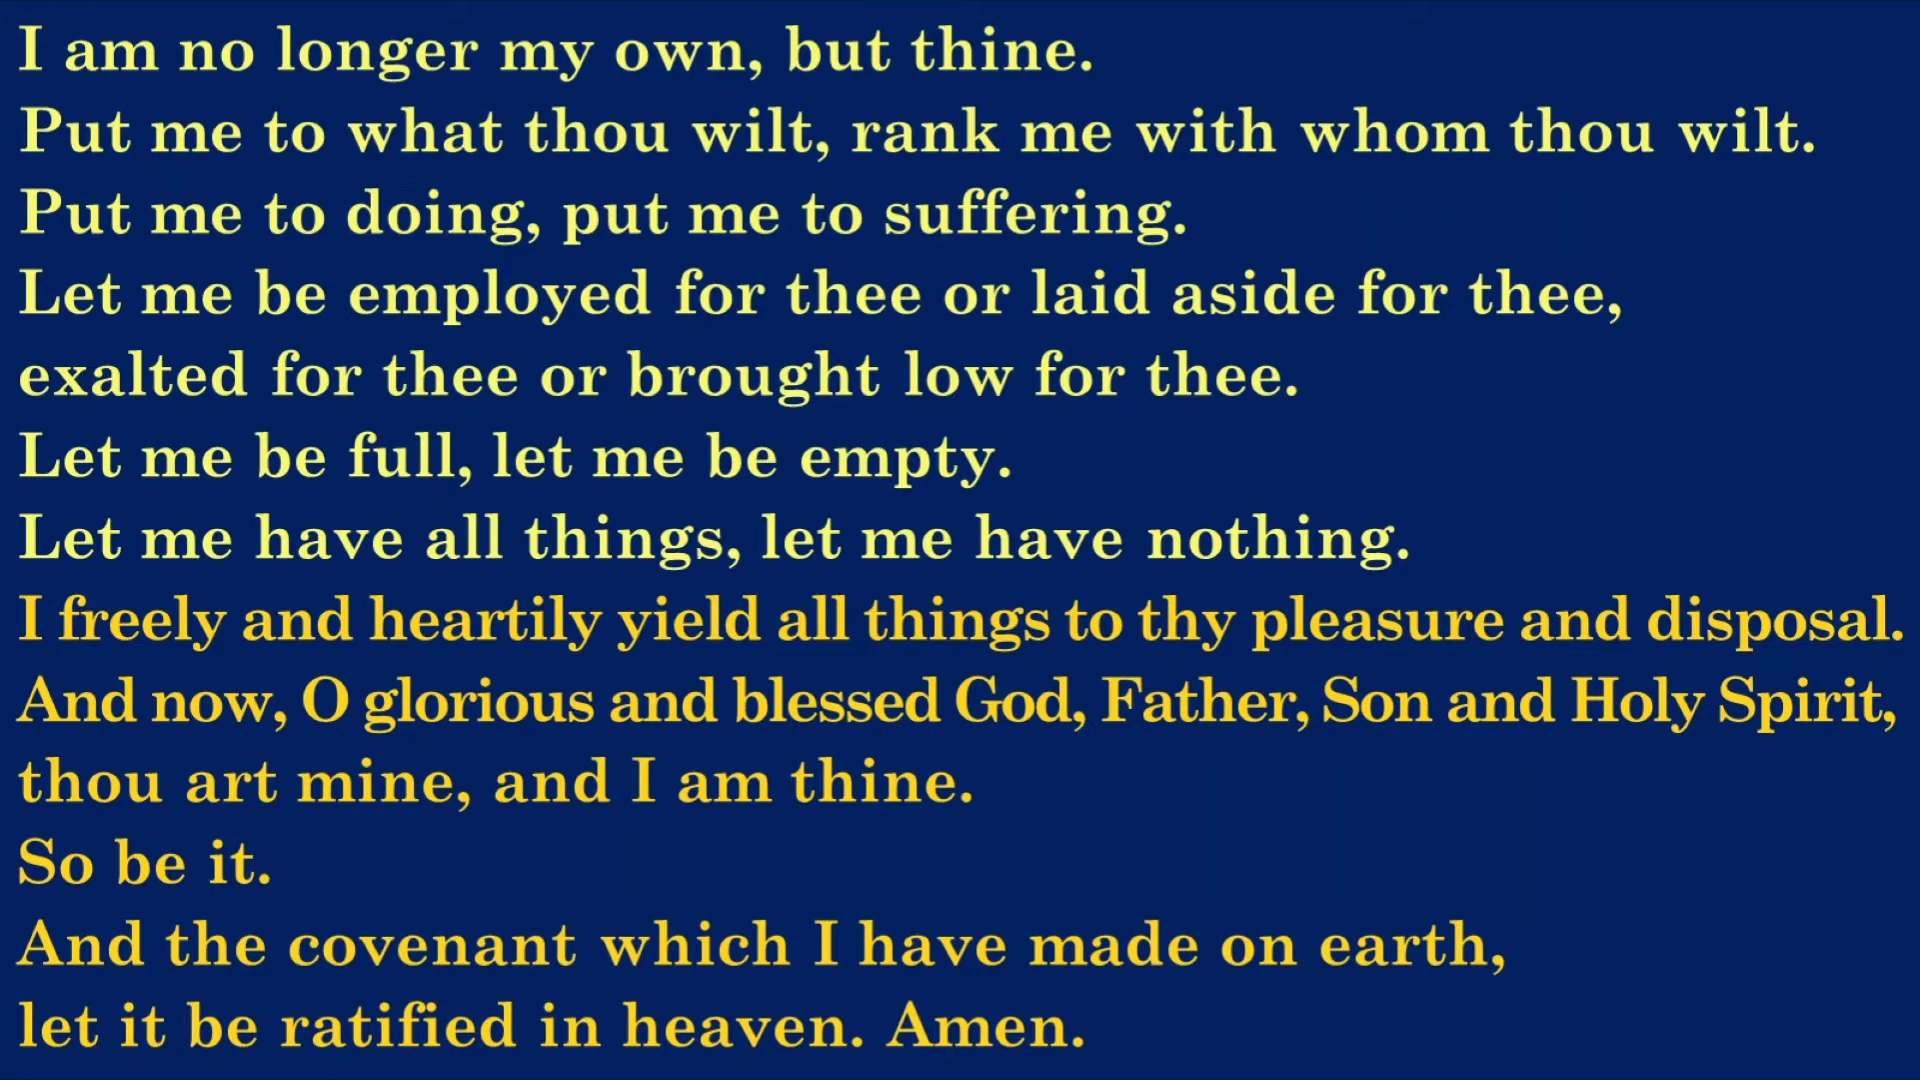 I am no longer my own, but thine.
Put me to what thou wilt, rank me with whom thou wilt.
Put me to doing, put me to suffering.
Let me be employed for thee or laid aside for thee,
exalted for thee or brought low for thee.
Let me be full, let me be empty.
Let me have all things, let me have nothing.
I freely and heartily yield all things to thy pleasure and disposal.
And now, O glorious and blessed God, Father, Son and Holy Spirit,
thou art mine, and I am thine.
So be it.
And the covenant which I have made on earth,
let it be ratified in heaven. Amen.